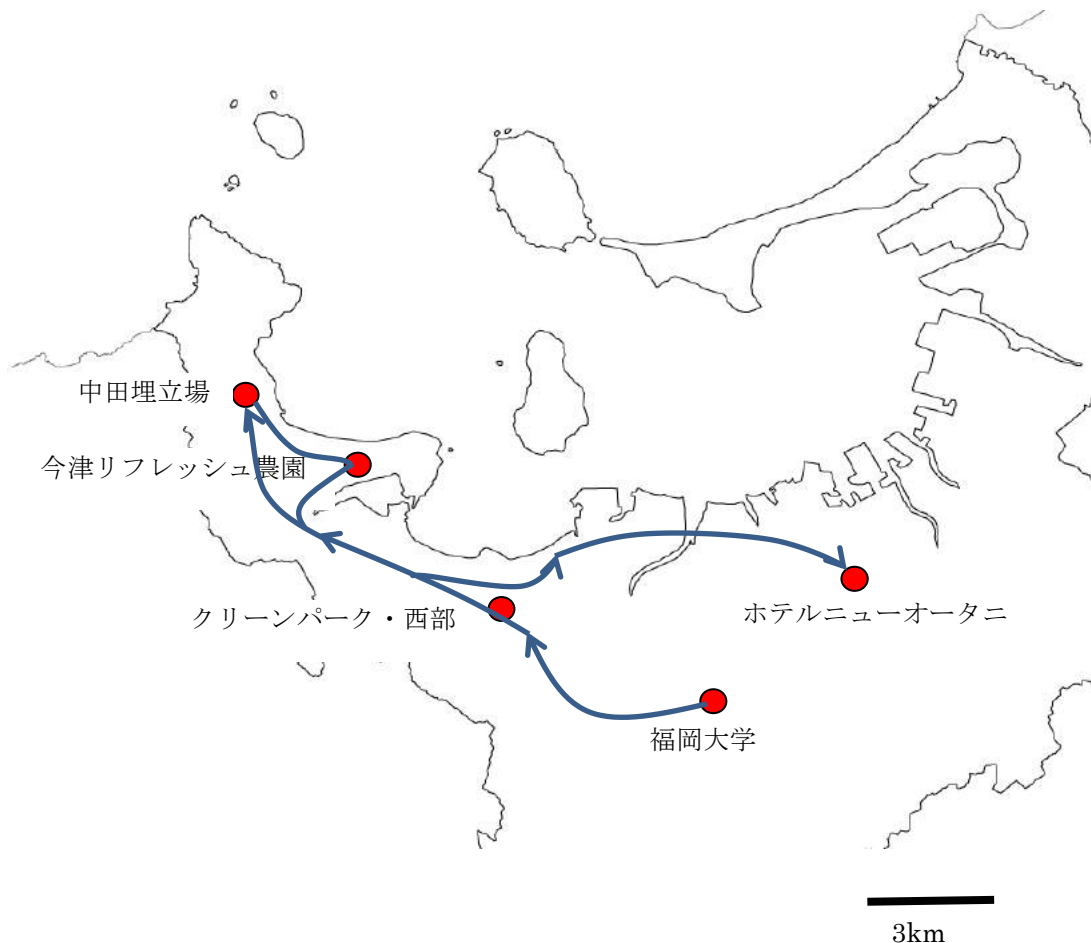 中田埋立場
今津リフレッシュ農園
クリーンパーク・西部
ホテルニューオータニ
福岡大学
3km